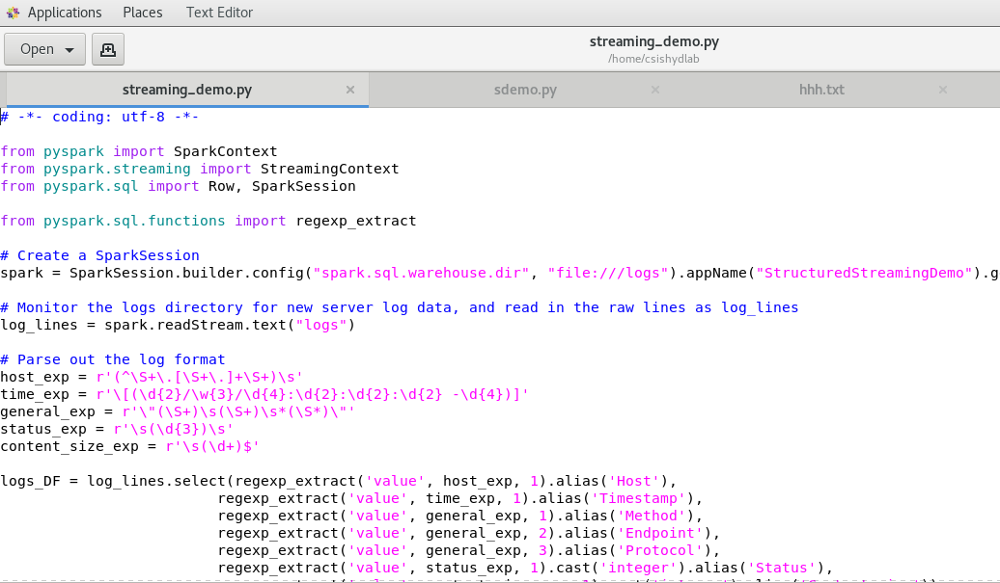 Applications Places Text Editor
Open
streaming_demo.py
/home/csishydlab
streaming_demo.py × sdemo.py × hhh.txt ×
# -*- coding: utf-8 -*-
from pyspark import SparkContext
from pyspark.streaming import StreamingContext
from pyspark.sql import Row, SparkSession
from pyspark.sql.functions import regexp_extract
# Create a SparkSession
spark = SparkSession.builder.config("spark.sql.warehouse.dir", "file:///logs").appName("StructuredStreamingDemo").g
# Monitor the logs directory for new server log data, and read in the raw lines as log_lines
log_lines = spark.readStream.text("logs")
# Parse out the log format
host_exp = r'(^\S+\.[\S+\.]+\S+)\s'
time_exp = r'\[(\d{2}/\w{3}/\d{4}:\d{2}:\d{2}:\d{2} -\d{4})]'
general_exp = r'\"(\S+)\s(\S+)\s*(\S*)\"'
status_exp = r'\s(\d{3})\s'
content_size_exp = r'\s(\d+)$'
logs_DF = log_lines.select(regexp_extract('value', host_exp, 1).alias('Host'),
regexp_extract('value', time_exp, 1).alias('Timestamp'),
regexp_extract('value', general_exp, 1).alias('Method'),
regexp_extract('value', general_exp, 2).alias('Endpoint'),
regexp_extract('value', general_exp, 3).alias('Protocol'),
regexp_extract('value', status_exp, 1).cast('integer').alias('Status'),